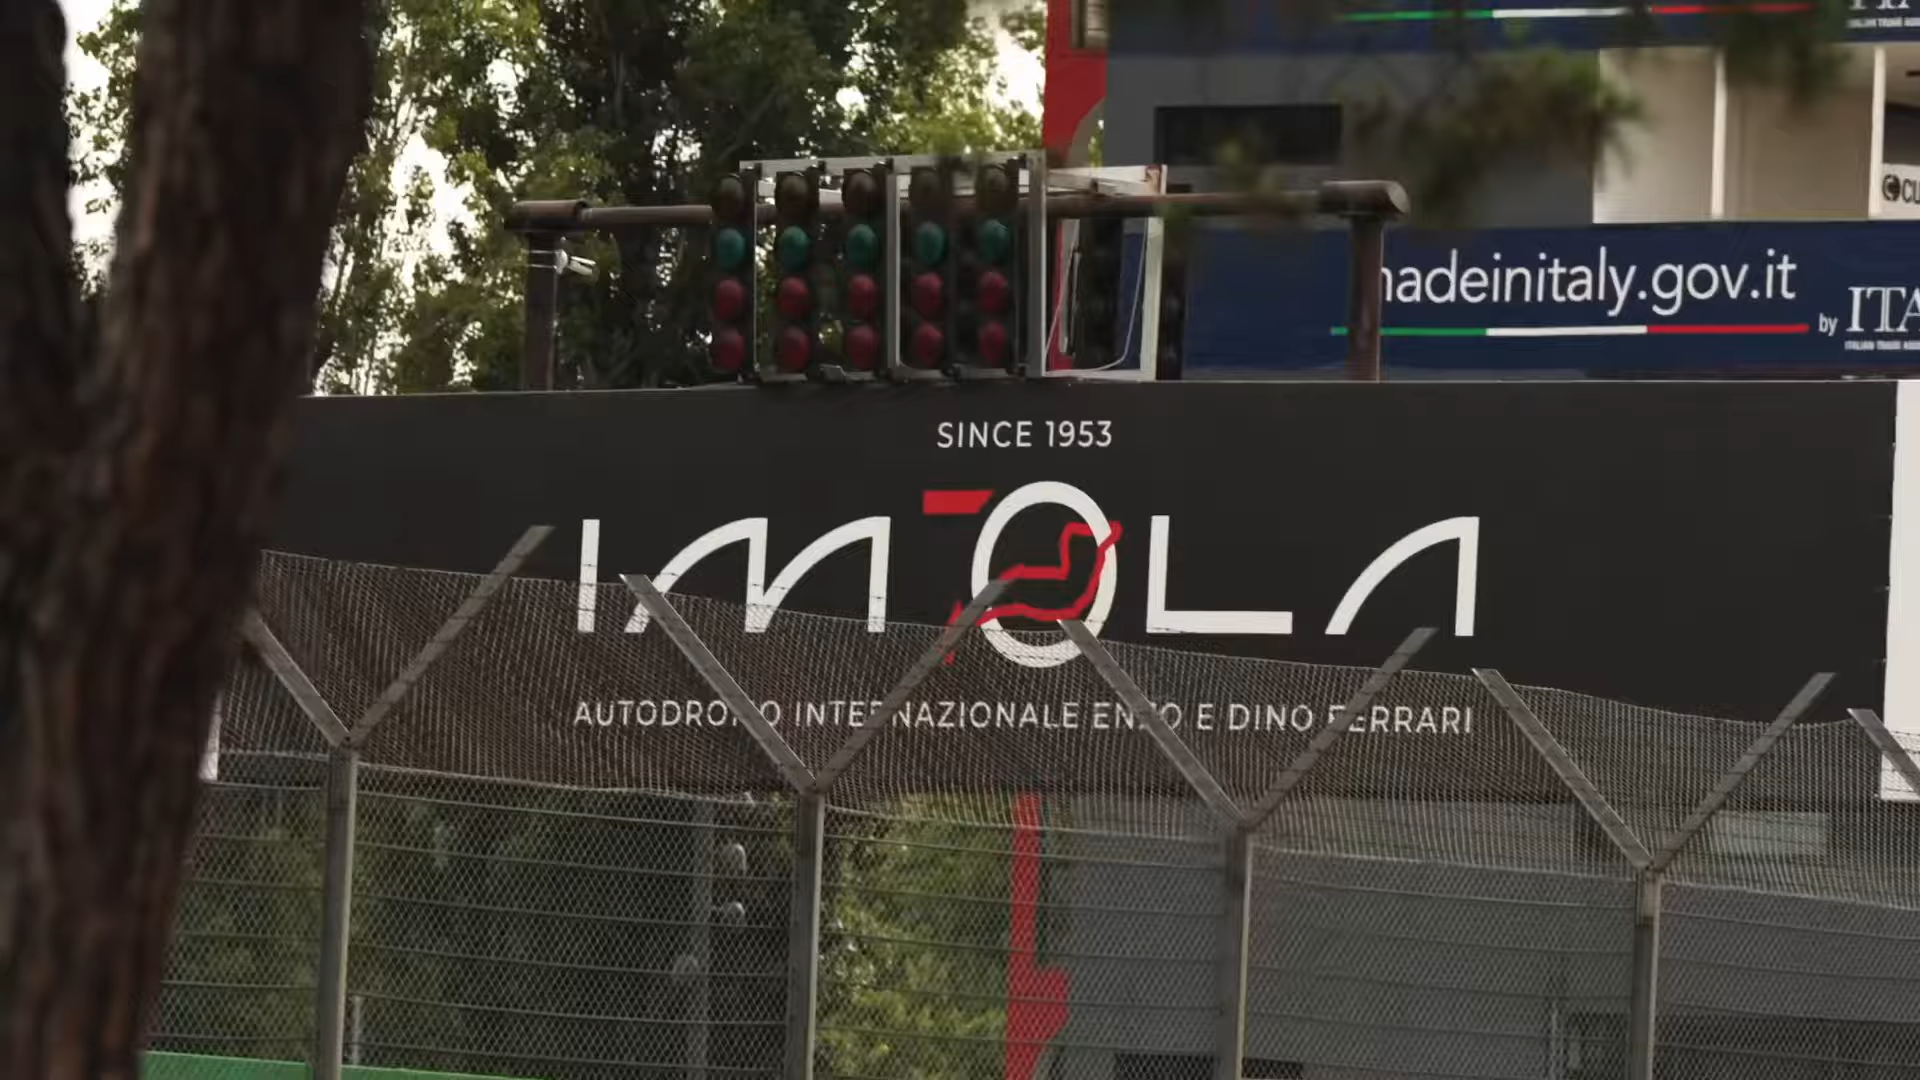 madeinitaly.gov.it
by ITA
SINCE 1953
IMOLA
AUTODROMO INTERNAZIONALE ENZO E DINO FERRARI